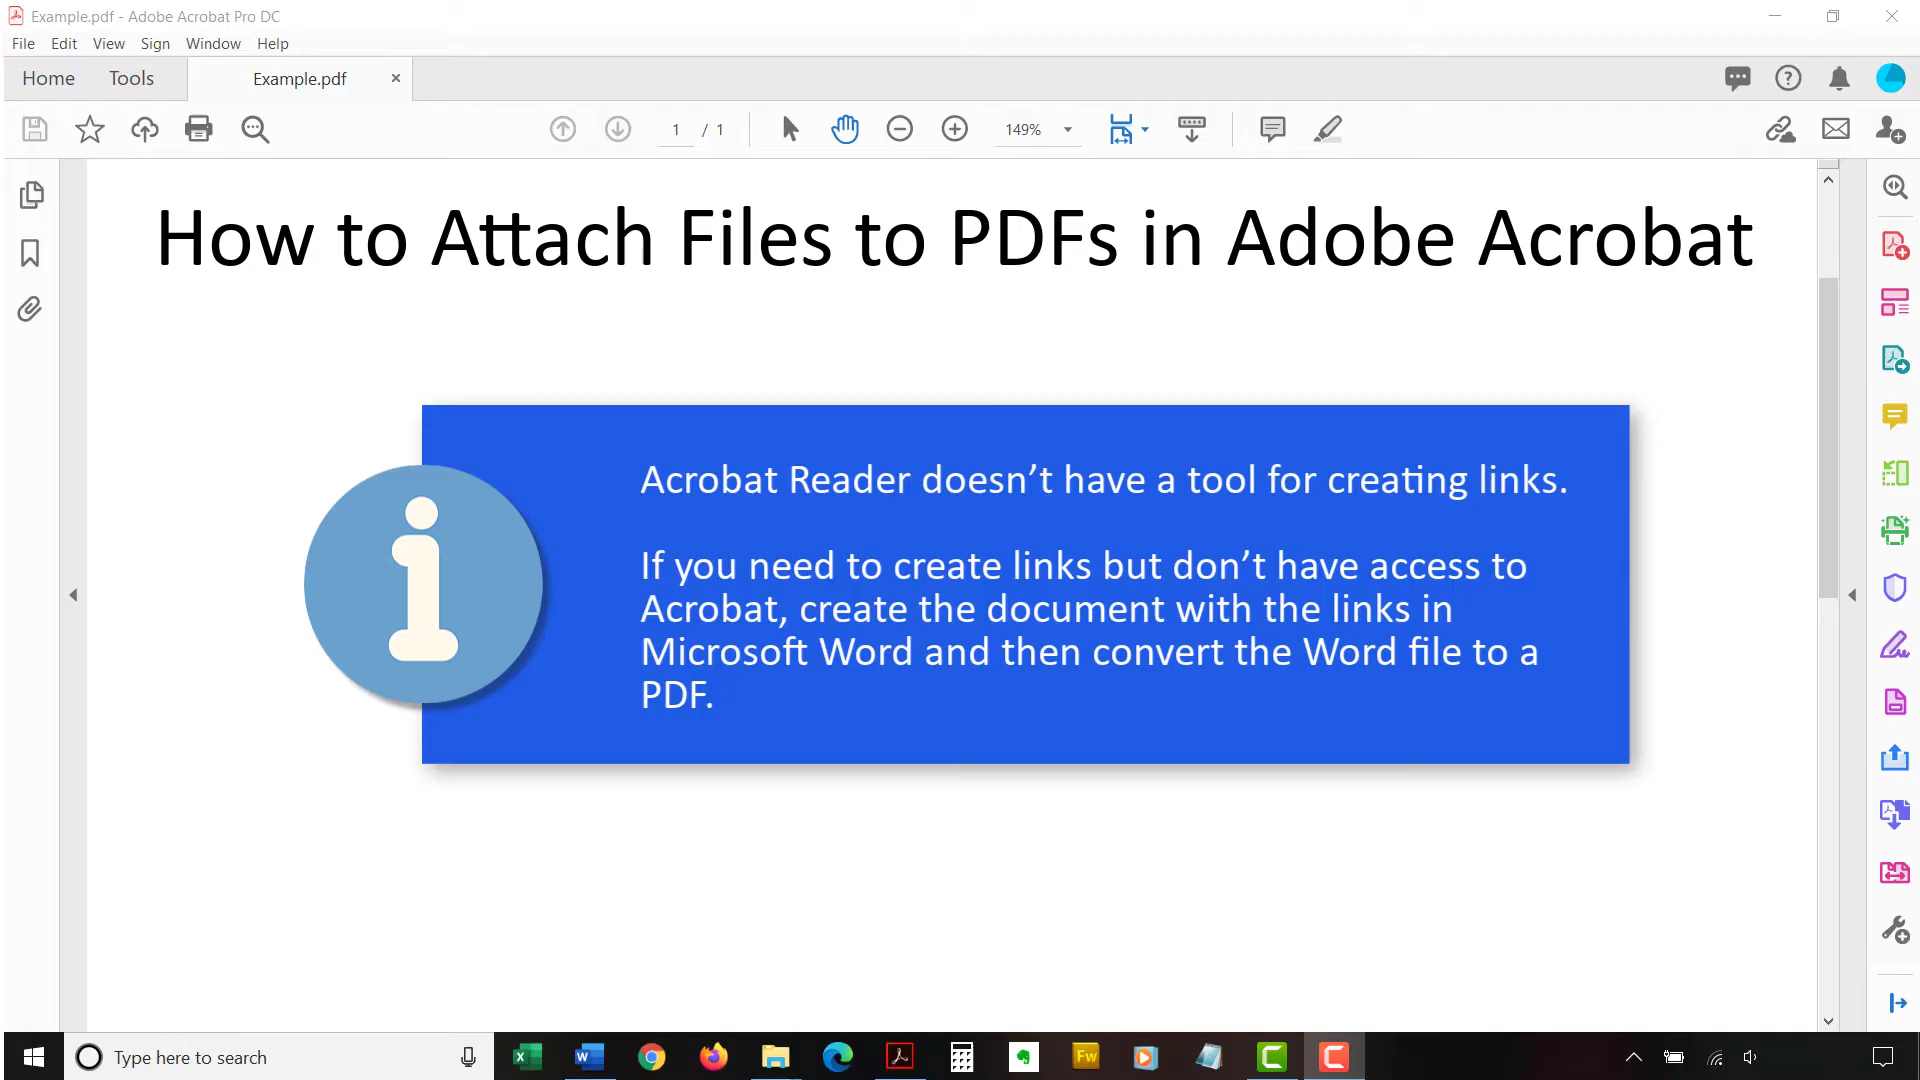 Example.pdf - Adobe Acrobat Pro DC
File Edit View Sign Window Help
Home Tools Example.pdf
1 / 1 149%
How to Attach Files to PDFs in Adobe Acrobat
Acrobat Reader doesn’t have a tool for creating links.
If you need to create links but don’t have access to
Acrobat, create the document with the links in
Microsoft Word and then convert the Word file to a
PDF.
Type here to search
Fw